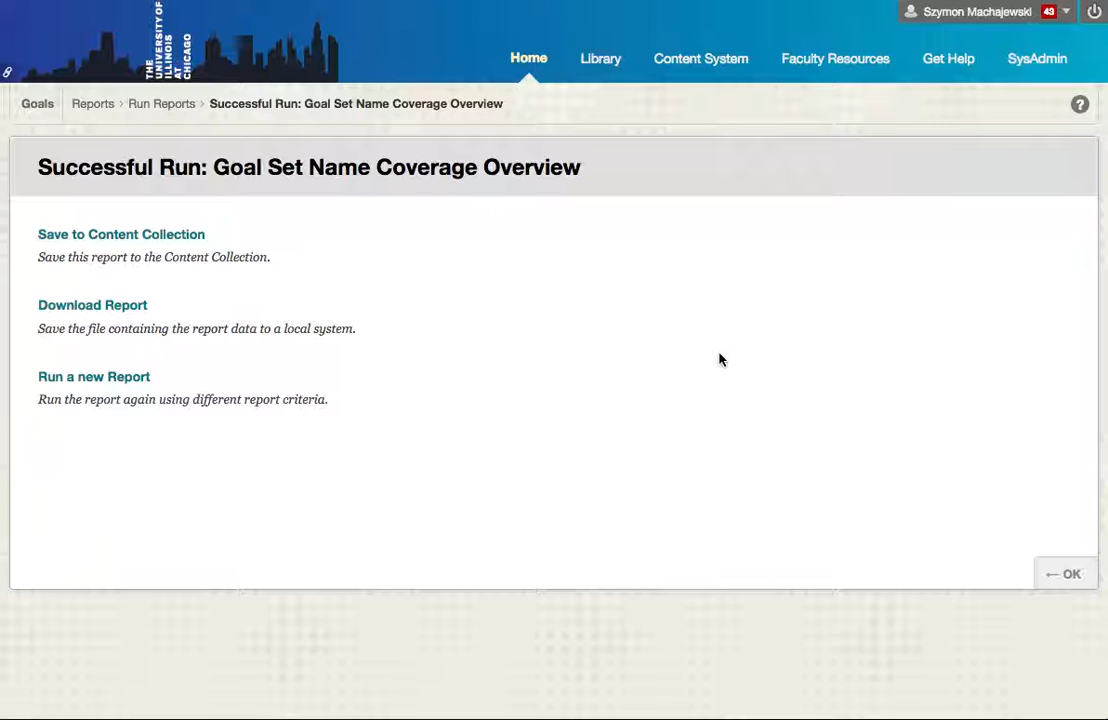 Szymon Machajewski 43
THE
UNIVERSITY OF
ILLINOIS
AT
CHICAGO
Home Library Content System Faculty Resources Get Help SysAdmin
Goals Reports › Run Reports › Successful Run: Goal Set Name Coverage Overview ?
Successful Run: Goal Set Name Coverage Overview
Save to Content Collection
Save this report to the Content Collection.
Download Report
Save the file containing the report data to a local system.
Run a new Report
Run the report again using different report criteria.
← OK